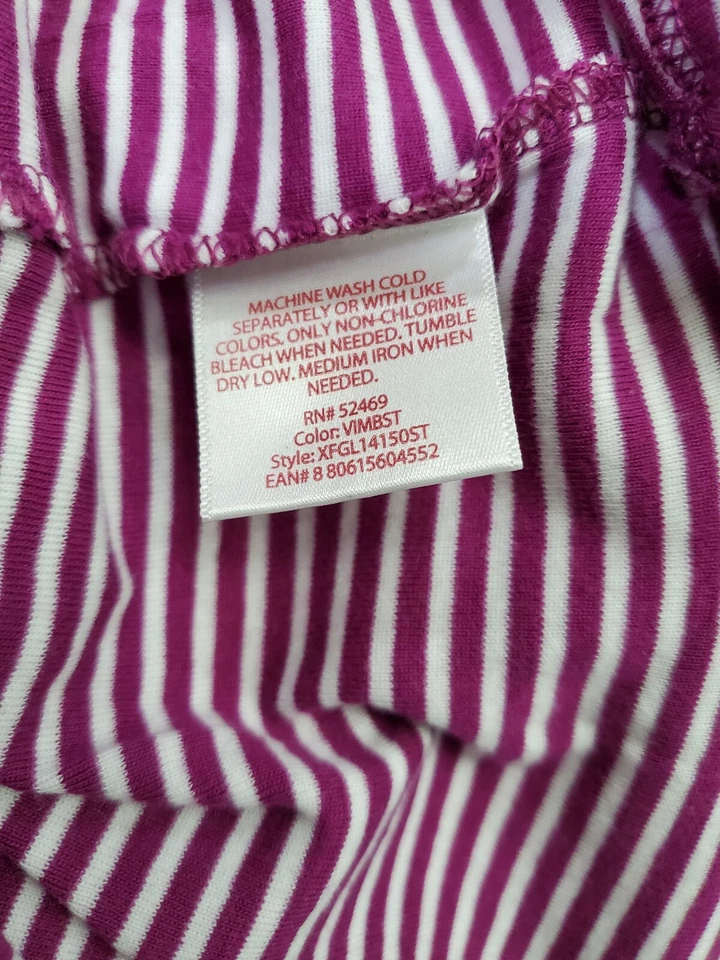 MACHINE WASH COLD
SEPARATELY OR WITH LIKE
COLORS. ONLY NON-CHLORINE
BLEACH WHEN NEEDED. TUMBLE
DRY LOW. MEDIUM IRON WHEN
NEEDED.
RN# 52469
Color: VIMBST
Style: XFGL14150ST
EAN# 8 80615604552